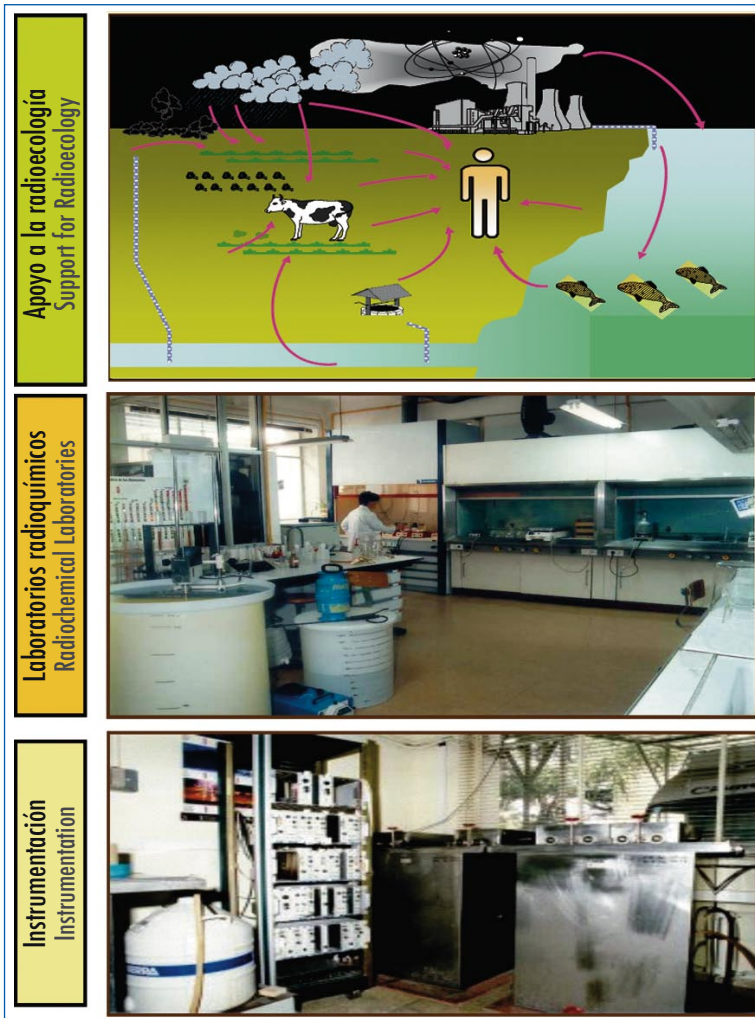 Apoyo a la radioecología
Support for Radioecology
Laboratorios radioquímicos
Radiochemical Laboratories
Instrumentación
Instrumentation